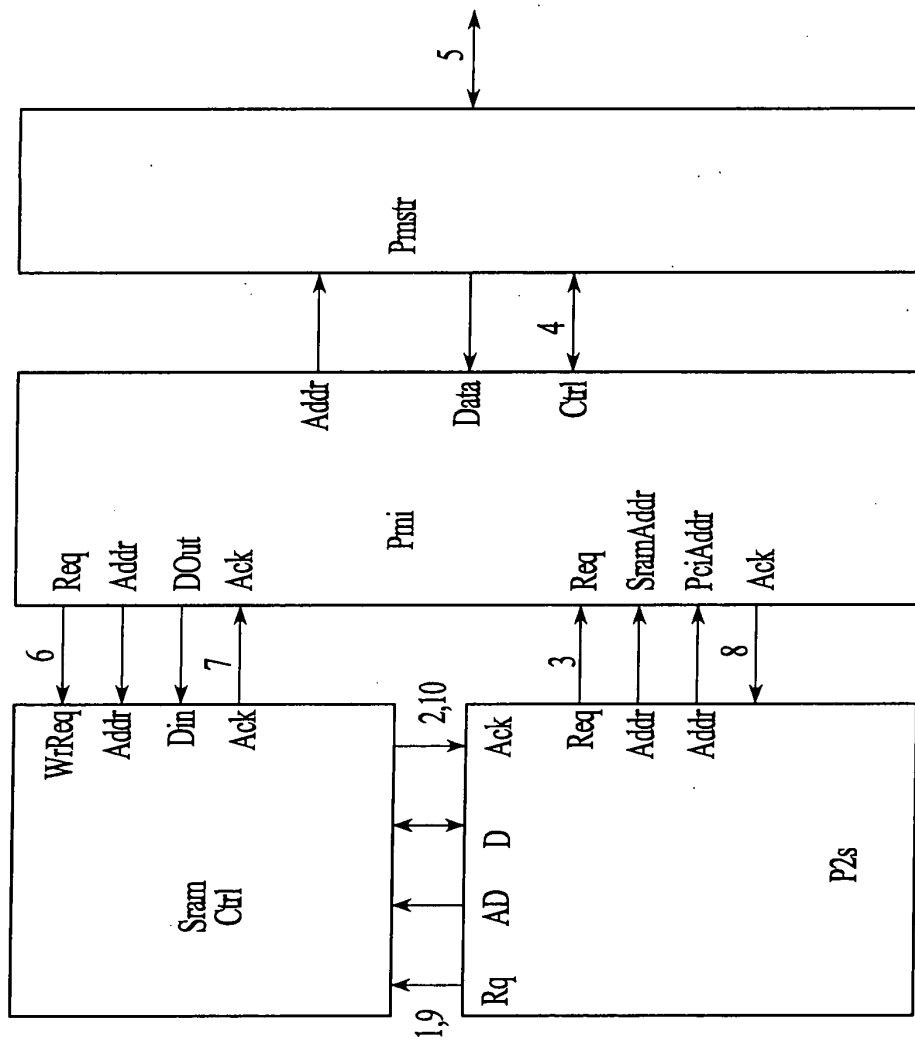 5
Pmstr
4
Addr
Data
Ctrl
Pmi
Req
Addr
DOut
Ack
Req
SramAddr
PciAddr
Ack
6
7
3
8
WrReq
Addr
Din
Ack
2,10
Ack
Req
Addr
Addr
Sram
Ctrl
D
P2s
AD
Rq
1,9